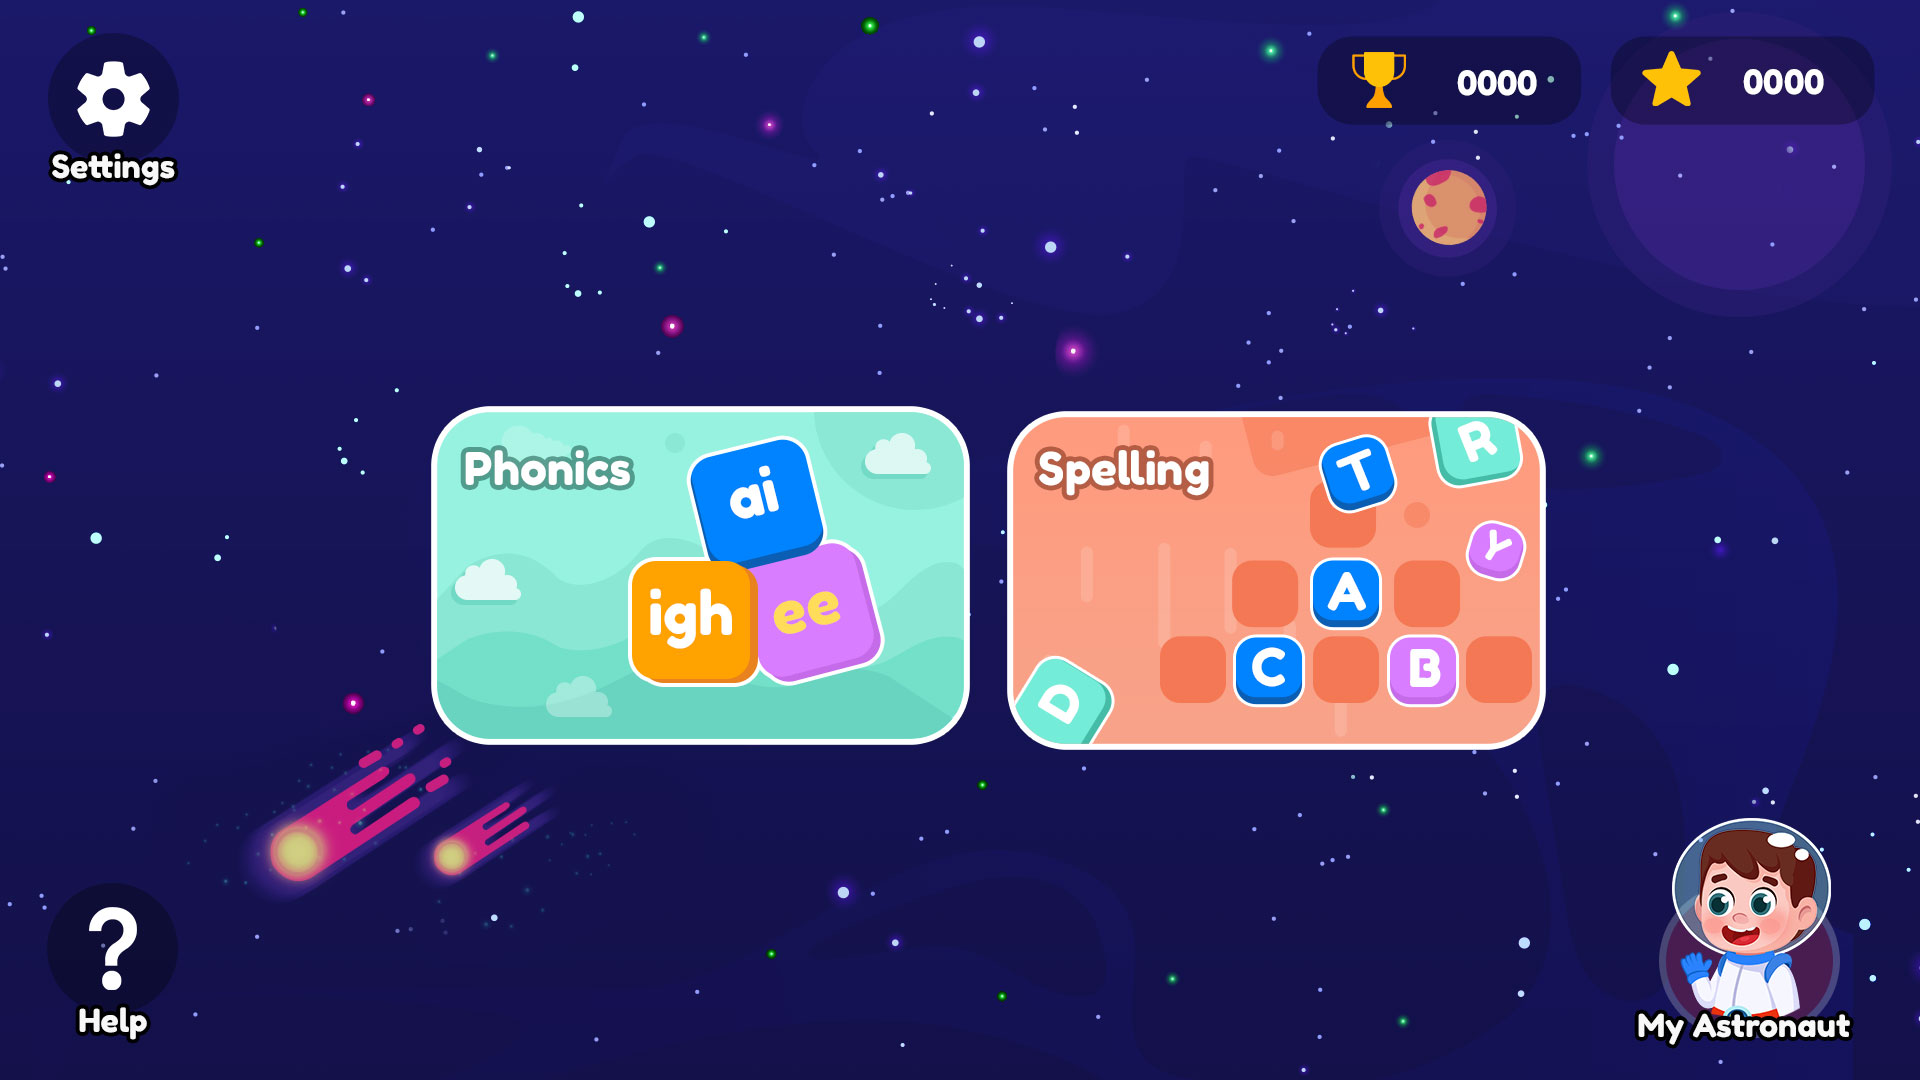 Settings
0000
0000
Phonics
ai
igh
ee
Spelling
T
R
Y
A
C
B
D
?
Help
My Astronaut